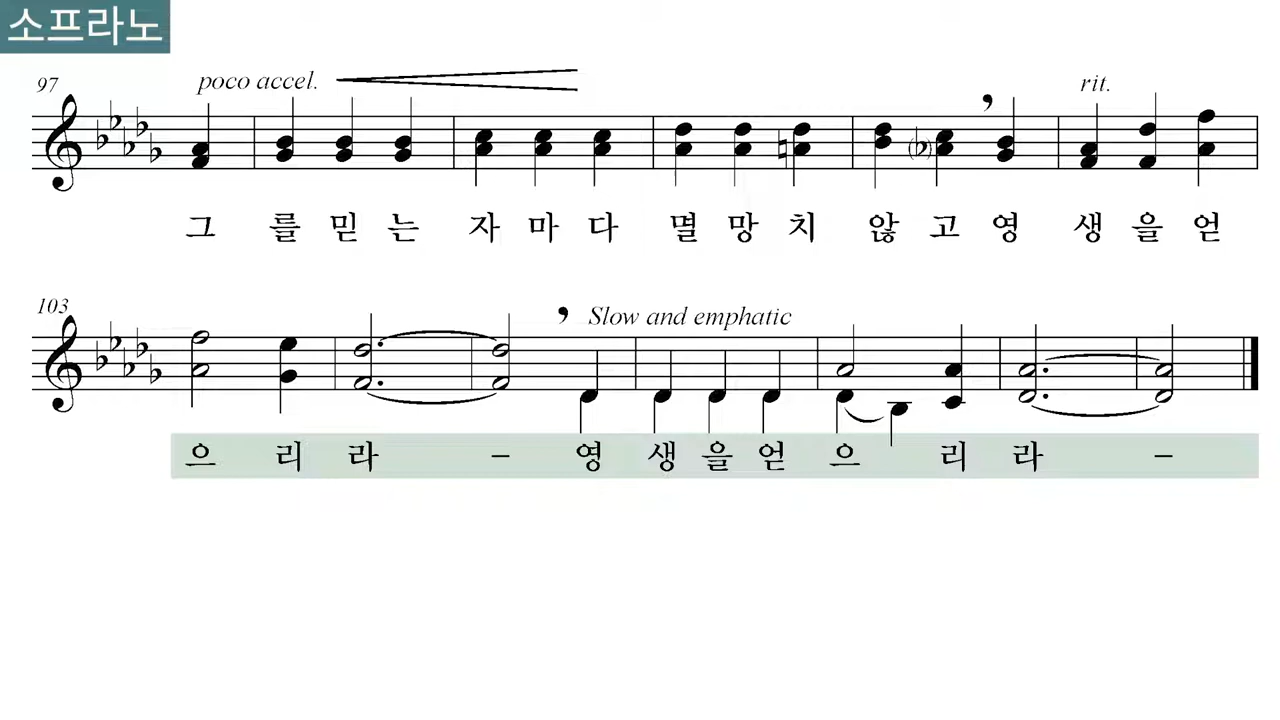 소프라노
97 poco accel. rit.
그 를 믿 는 자 마 다 멸 망 치 않 고 영 생 을 얻
103 Slow and emphatic
으 리 라 - 영 생 을 얻 으 리 라 -